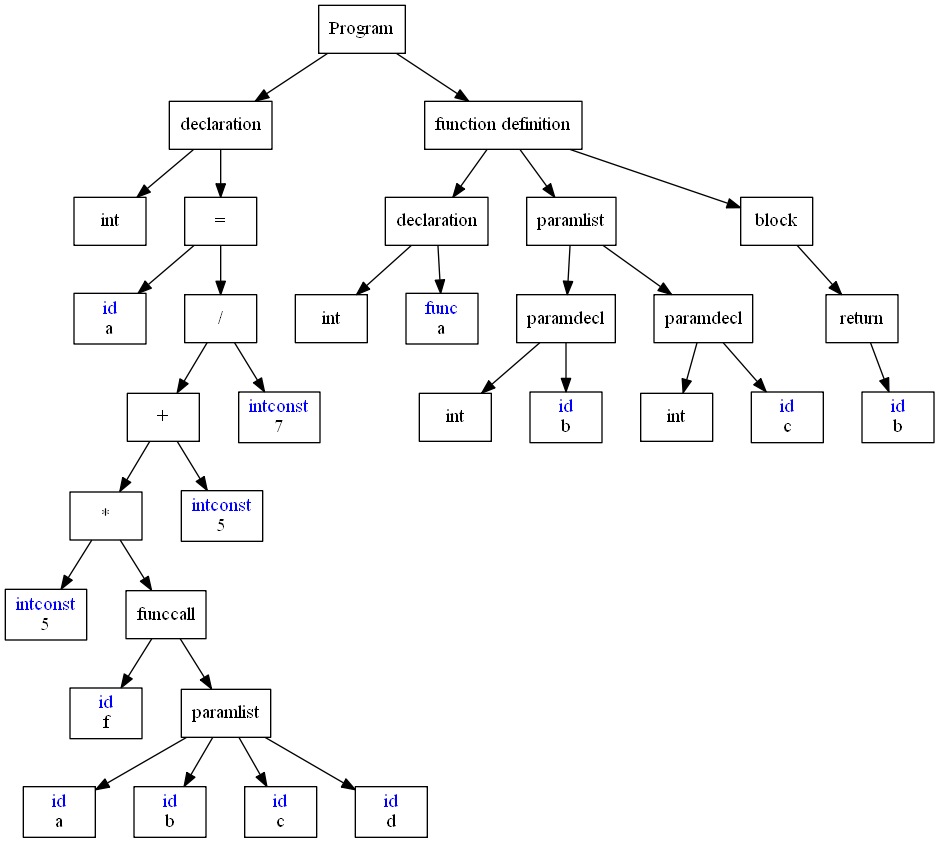 Program
declaration
function definition
int
=
declaration
paramlist
block
id
a
/
int
func
a
paramdecl
paramdecl
return
+
intconst
7
int
id
b
int
id
c
id
b
*
intconst
5
intconst
5
funccall
id
f
paramlist
id
a
id
b
id
c
id
d